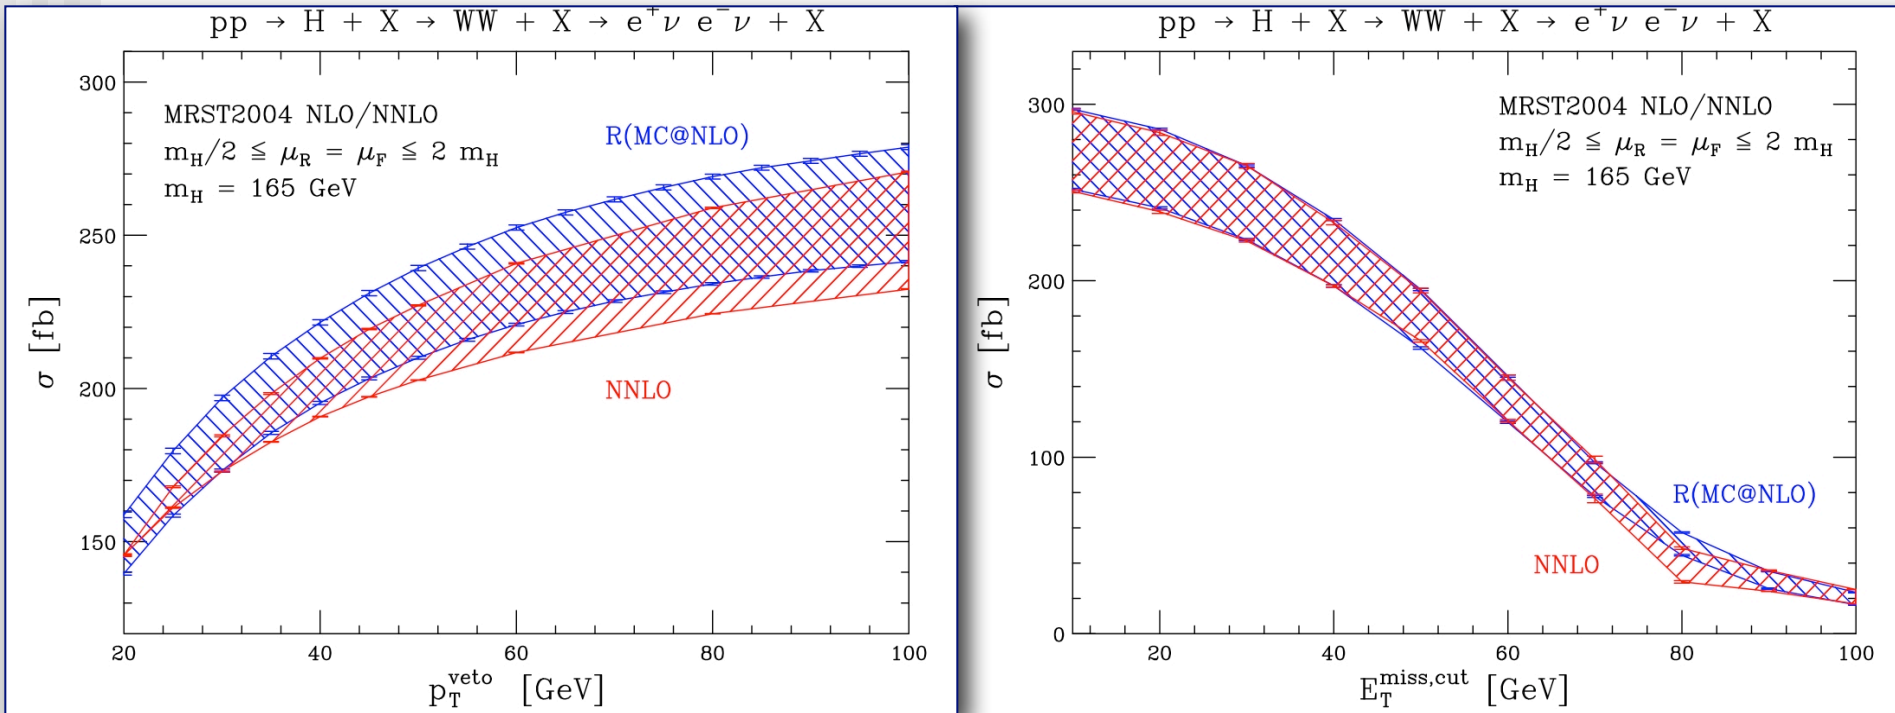 pp → H + X → WW + X → e⁺ν e⁻ν + X
300
250
200
150
MRST2004 NLO/NNLO
m_H/2 ≦ μ_R = μ_F ≦ 2 m_H
m_H = 165 GeV
R(MC@NLO)
NNLO
σ [fb]
20 40 60 80 100
p_T^veto [GeV]
pp → H + X → WW + X → e⁺ν e⁻ν + X
300
200
100
0
MRST2004 NLO/NNLO
m_H/2 ≦ μ_R = μ_F ≦ 2 m_H
m_H = 165 GeV
R(MC@NLO)
NNLO
σ [fb]
20 40 60 80 100
E_T^miss,cut [GeV]